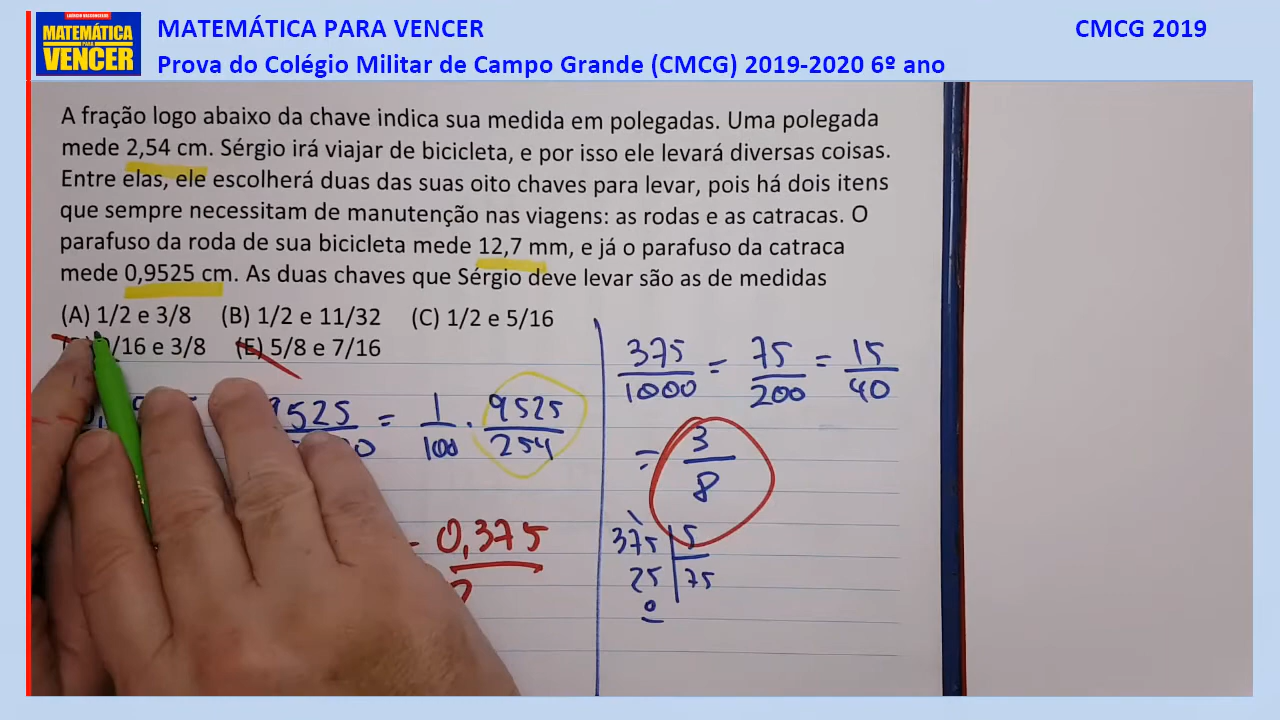 LAÉRCIO VASCONCELOS
MATEMÁTICA
PARA
VENCER
MATEMÁTICA PARA VENCER
CMCG 2019
Prova do Colégio Militar de Campo Grande (CMCG) 2019-2020 6º ano
A fração logo abaixo da chave indica sua medida em polegadas. Uma polegada
mede 2,54 cm. Sérgio irá viajar de bicicleta, e por isso ele levará diversas coisas.
Entre elas, ele escolherá duas das suas oito chaves para levar, pois há dois itens
que sempre necessitam de manutenção nas viagens: as rodas e as catracas. O
parafuso da roda de sua bicicleta mede 12,7 mm, e já o parafuso da catraca
mede 0,9525 cm. As duas chaves que Sérgio deve levar são as de medidas
(A) 1/2 e 3/8 (B) 1/2 e 11/32 (C) 1/2 e 5/16
/16 e 3/8 (E) 5/8 e 7/16
525 = 1/100 . 9525/254
0,375
375/1000 = 75/200 = 15/40
= 3/8
375 | 5
25 | 75
0